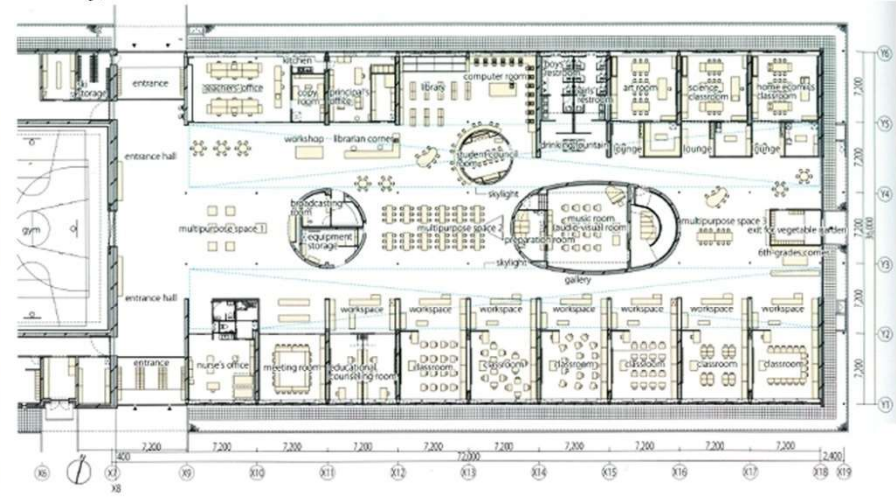 storage
entrance
teachers' office
kitchen
copy
room
principal's
office
library
computer room
boys'
restroom
girls'
restroom
art room
science
classroom
home ecomics
classroom
workshop
librarian corner
student council
drinking fountain
lounge
lounge
lounge
entrance hall
skylight
gym
multipurpose space 1
broadcasting
room
equipment
storage
multipurpose space 2
preparation room
music room
(audio-visual room
multipurpose space 3
exit for vegetable garden
6th-grades comer
skylight
gallery
entrance hall
workspace
workspace
workspace
workspace
workspace
workspace
entrance
nurse's office
meeting room
educational
counseling room
classroom
classroom
classroom
classroom
classroom
classroom
7,200
7,200
7,200
7,200
7,200
36,000
Y6
Y5
Y4
Y3
Y2
Y1
7,200
7,200
7,200
7,200
7,200
7,200
7,200
7,200
7,200
7,200
400
72,000
2,400
X6
N
X7
X8
X9
X10
X11
X12
X13
X14
X15
X16
X17
X18
X19